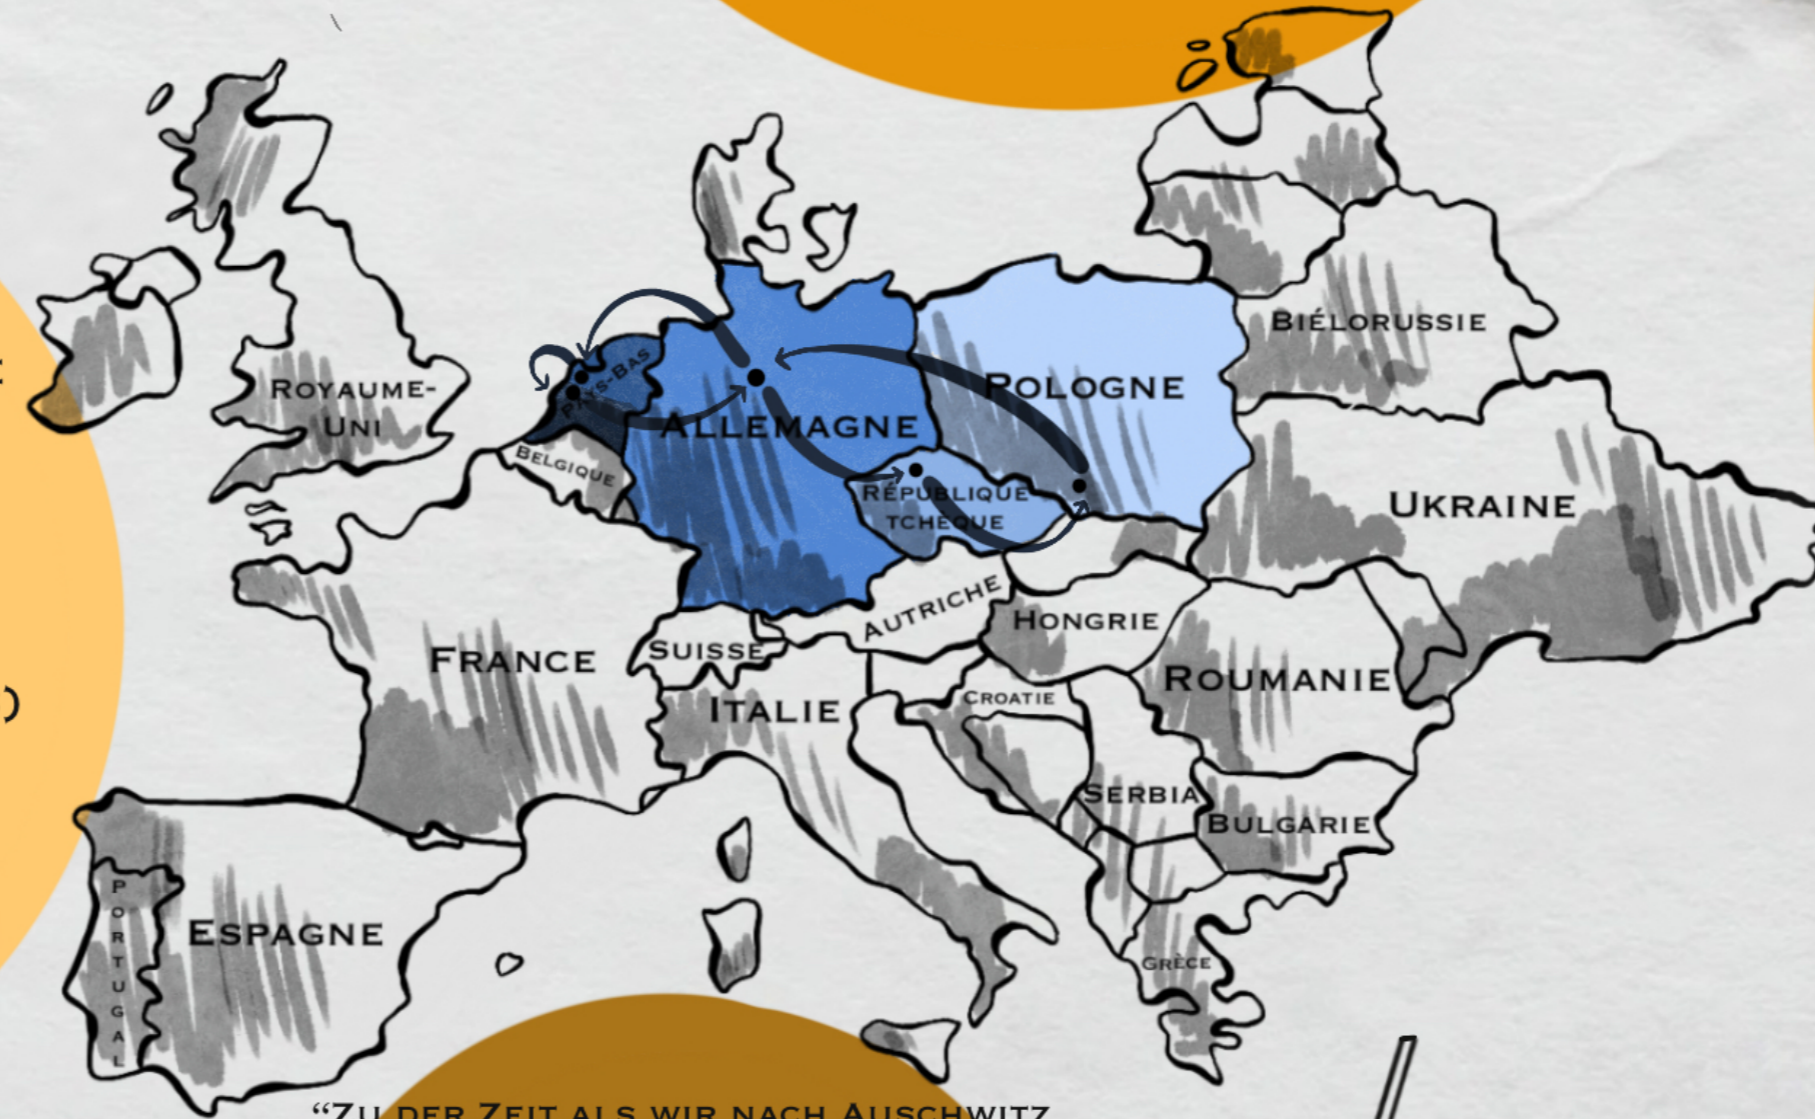 Biélorussie
Royaume-
Uni
Pays-Bas
Pologne
Allemagne
Belgique
République
Tchèque
Ukraine
Autriche
Hongrie
Suisse
France
Roumanie
Croatie
Italie
Serbia
Bulgarie
Portugal
Espagne
Grèce
“Zu der Zeit als wir nach Auschwitz